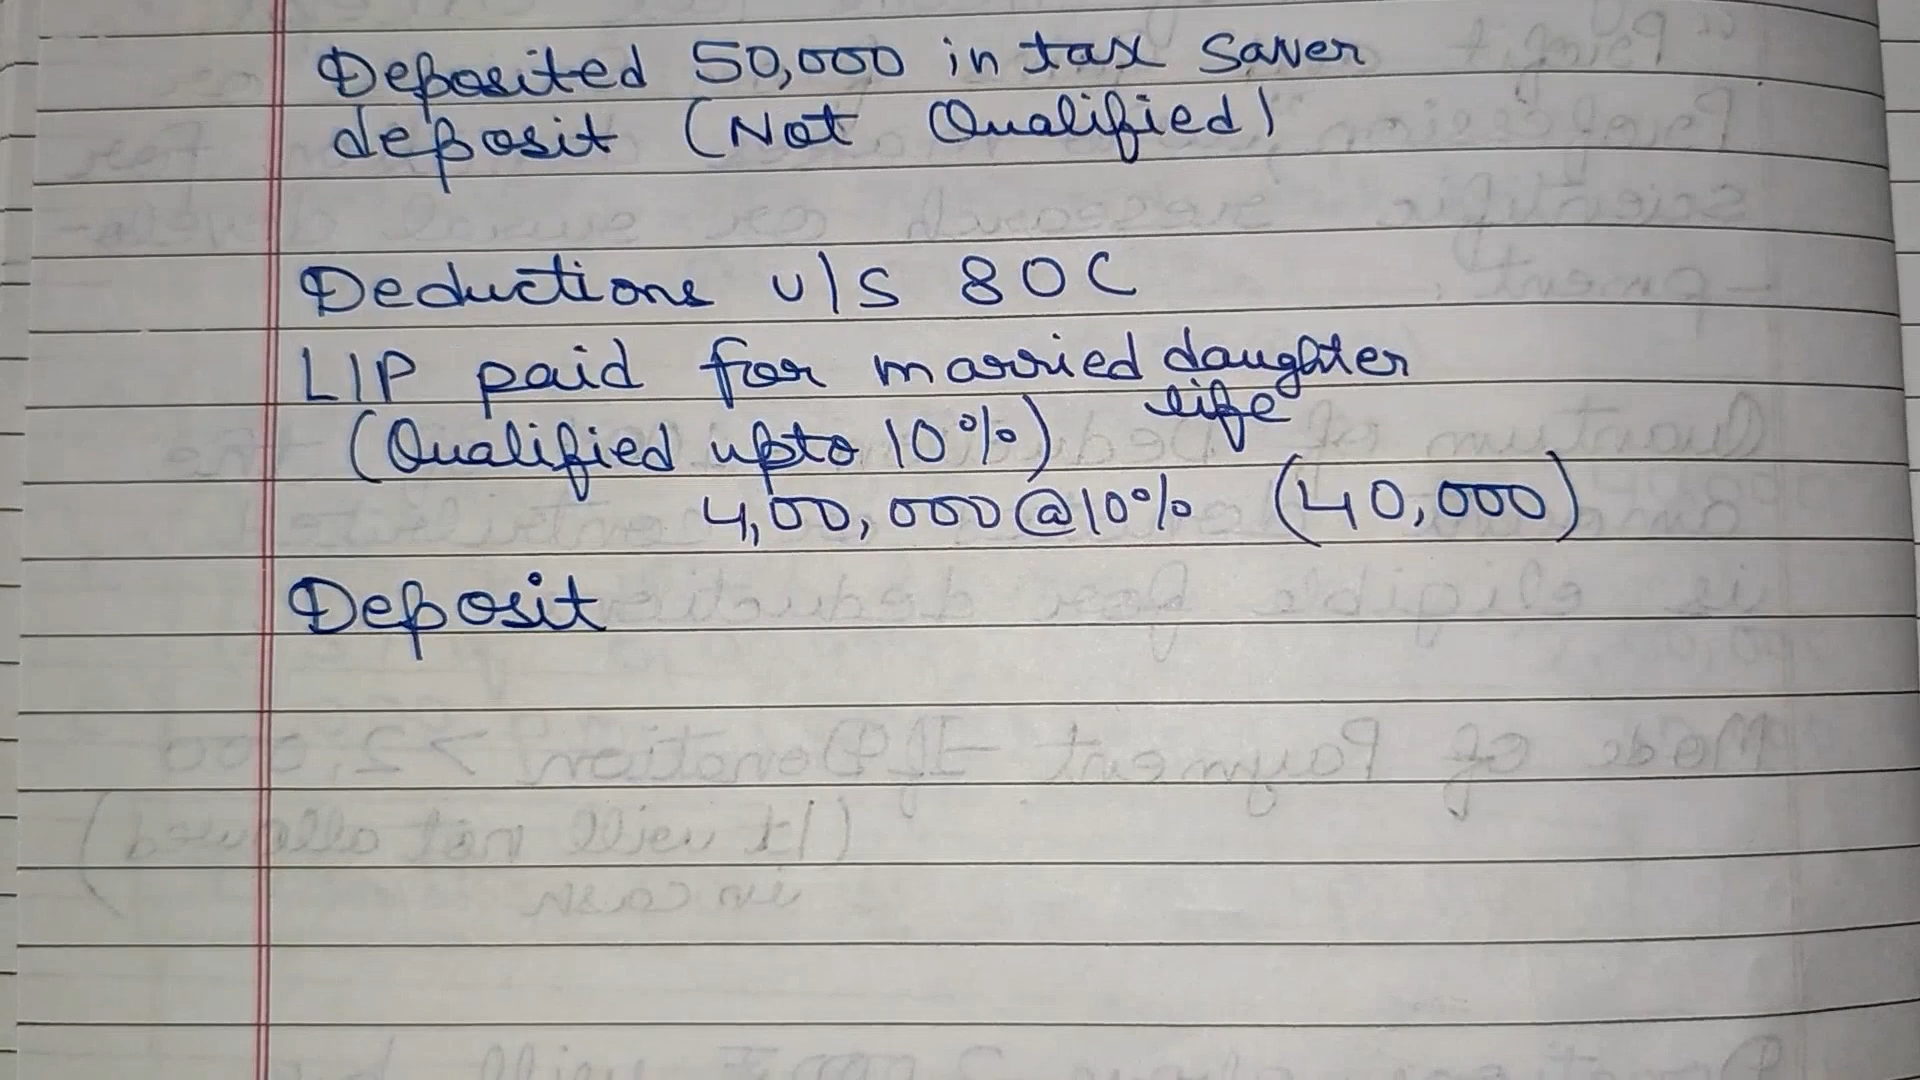 Deposited 50,000 in tax saver
deposit (Not Qualified)
Deductions u/s 80C
LIP paid for married daughter
life
(Qualified upto 10%)
4,00,000 @10% (40,000)
Deposit